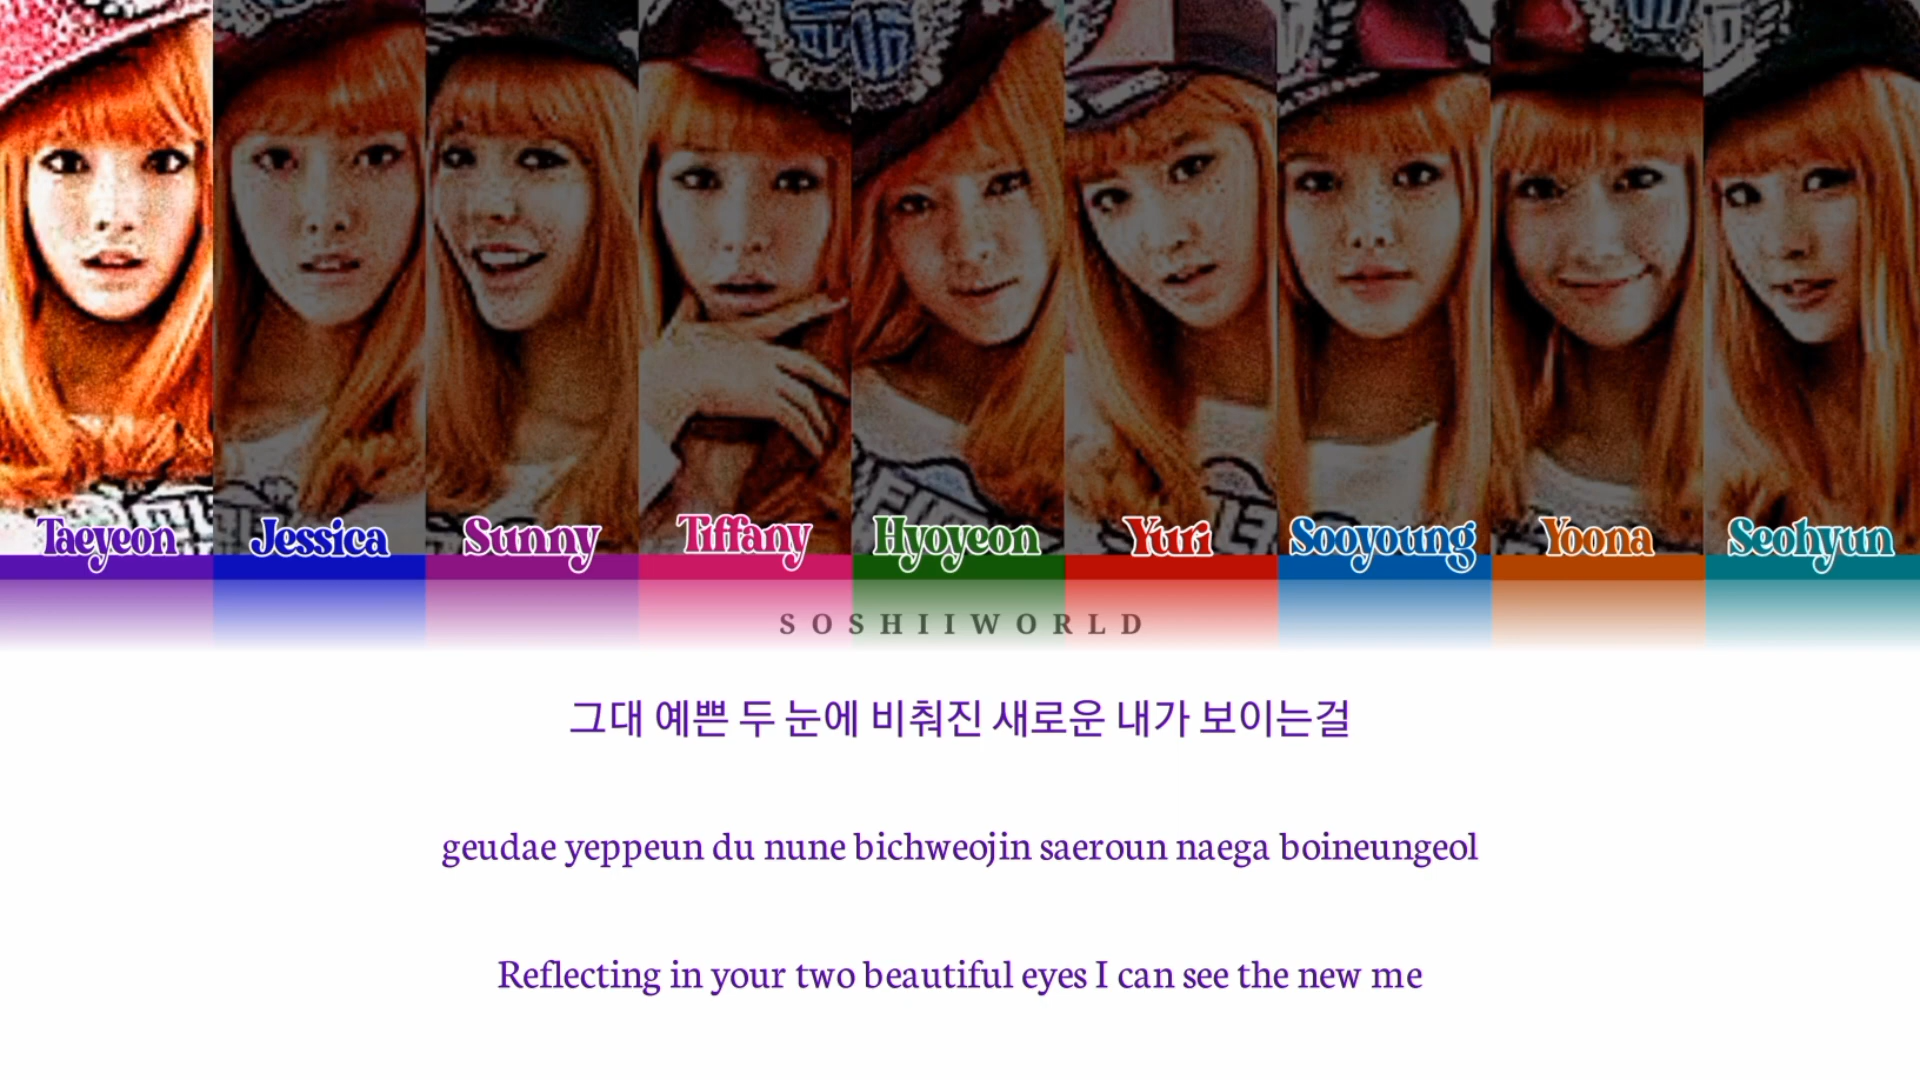 Taeyeon Jessica Sunny Tiffany Hyoyeon Yuri Sooyoung Yoona Seohyun
SOSHIIWORLD
그대 예쁜 두 눈에 비춰진 새로운 내가 보이는걸
geudae yeppeun du nune bichweojin saeroun naega boineungeol
Reflecting in your two beautiful eyes I can see the new me